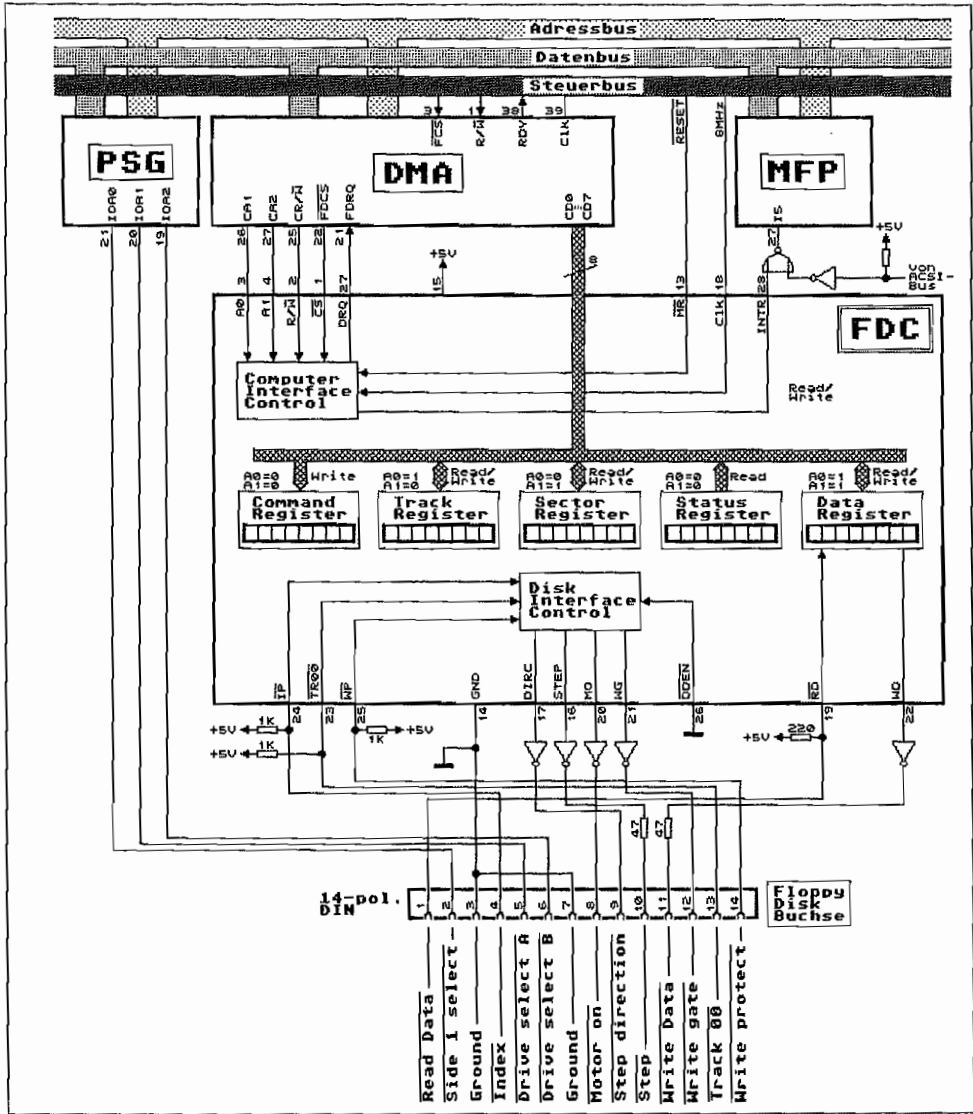 Adressbus
Datenbus
Steuerbus
3 1 38 39
FCS R/W RDY Clk
RESET 8MHz
PSG
DMA
MFP
IOA0 IOA1 IOA2
21 20 19
CA1 CA2 CR/W FDCS FDRQ
26 27 25 22 21
CD0
CD7
8
I5
27
+5V
von
ACSI-
Bus
+5V
15
3 4 2 1 27
A0 A1 R/W CS DRQ
13 18 28
MR Clk INTR
FDC
Computer
Interface
Control
Read/
Write
A0=0
A1=0
Write
A0=1
A1=0
Read/
Write
A0=0
A1=1
Read/
Write
A0=0
A1=0
Read
A0=1
A1=1
Read/
Write
Command
Register
Track
Register
Sector
Register
Status
Register
Data
Register
Disk
Interface
Control
IP TR00 WP GND DIRC STEP MO WG DDEN RD WD
24 23 25 14 17 16 20 21 26 19 22
+5V 1K
1K +5V
+5V 1K
+5V 220
47 47
14-pol.
DIN
1 2 3 4 5 6 7 8 9 10 11 12 13 14
Floppy
Disk
Buchse
Read Data
Side 1 select
Ground
Index
Drive select A
Drive select B
Ground
Motor on
Step direction
Step
Write Data
Write gate
Track 00
Write protect